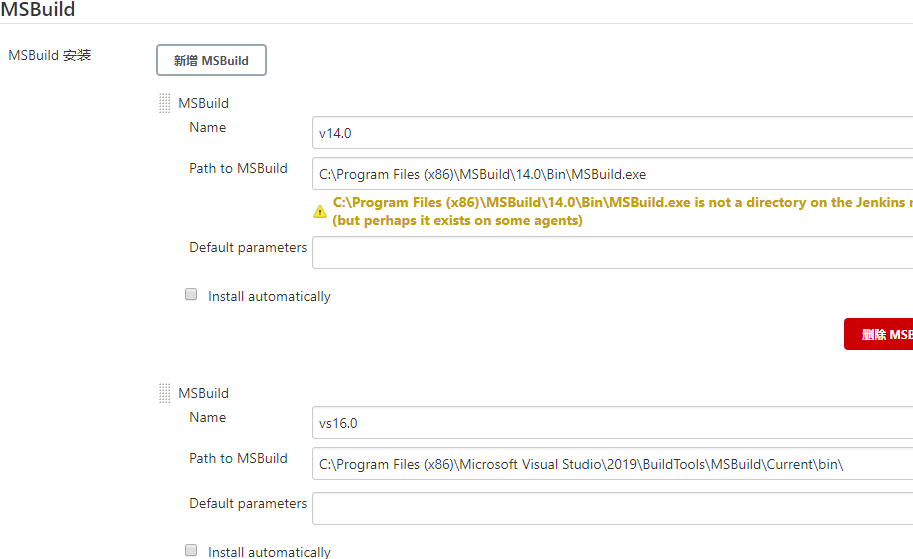 MSBuild
MSBuild 安装
新增 MSBuild
MSBuild
Name
v14.0
Path to MSBuild
C:\Program Files (x86)\MSBuild\14.0\Bin\MSBuild.exe
C:\Program Files (x86)\MSBuild\14.0\Bin\MSBuild.exe is not a directory on the Jenkins
(but perhaps it exists on some agents)
Default parameters
Install automatically
删除 MSB
MSBuild
Name
vs16.0
Path to MSBuild
C:\Program Files (x86)\Microsoft Visual Studio\2019\BuildTools\MSBuild\Current\bin\
Default parameters
Install automatically